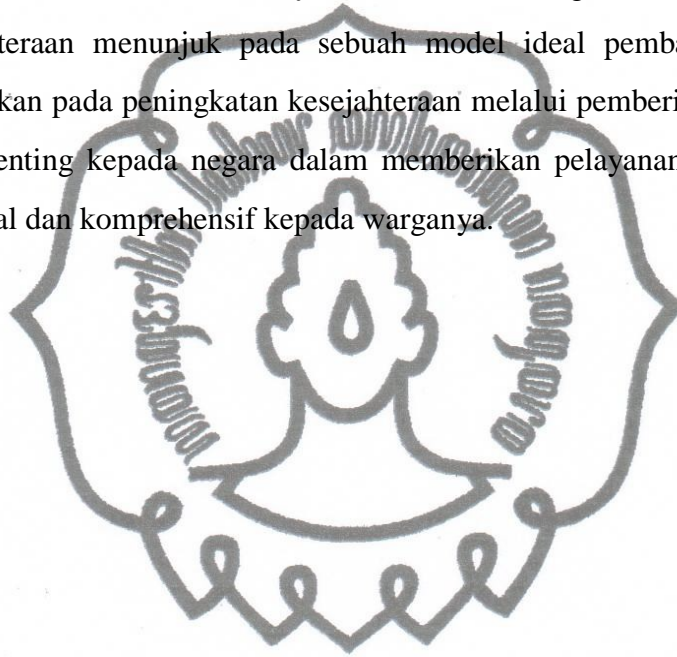 teraan menunjuk pada sebuah model ideal pemba
kan pada peningkatan kesejahteraan melalui pemberi
enting kepada negara dalam memberikan pelayanan
al dan komprehensif kepada warganya.